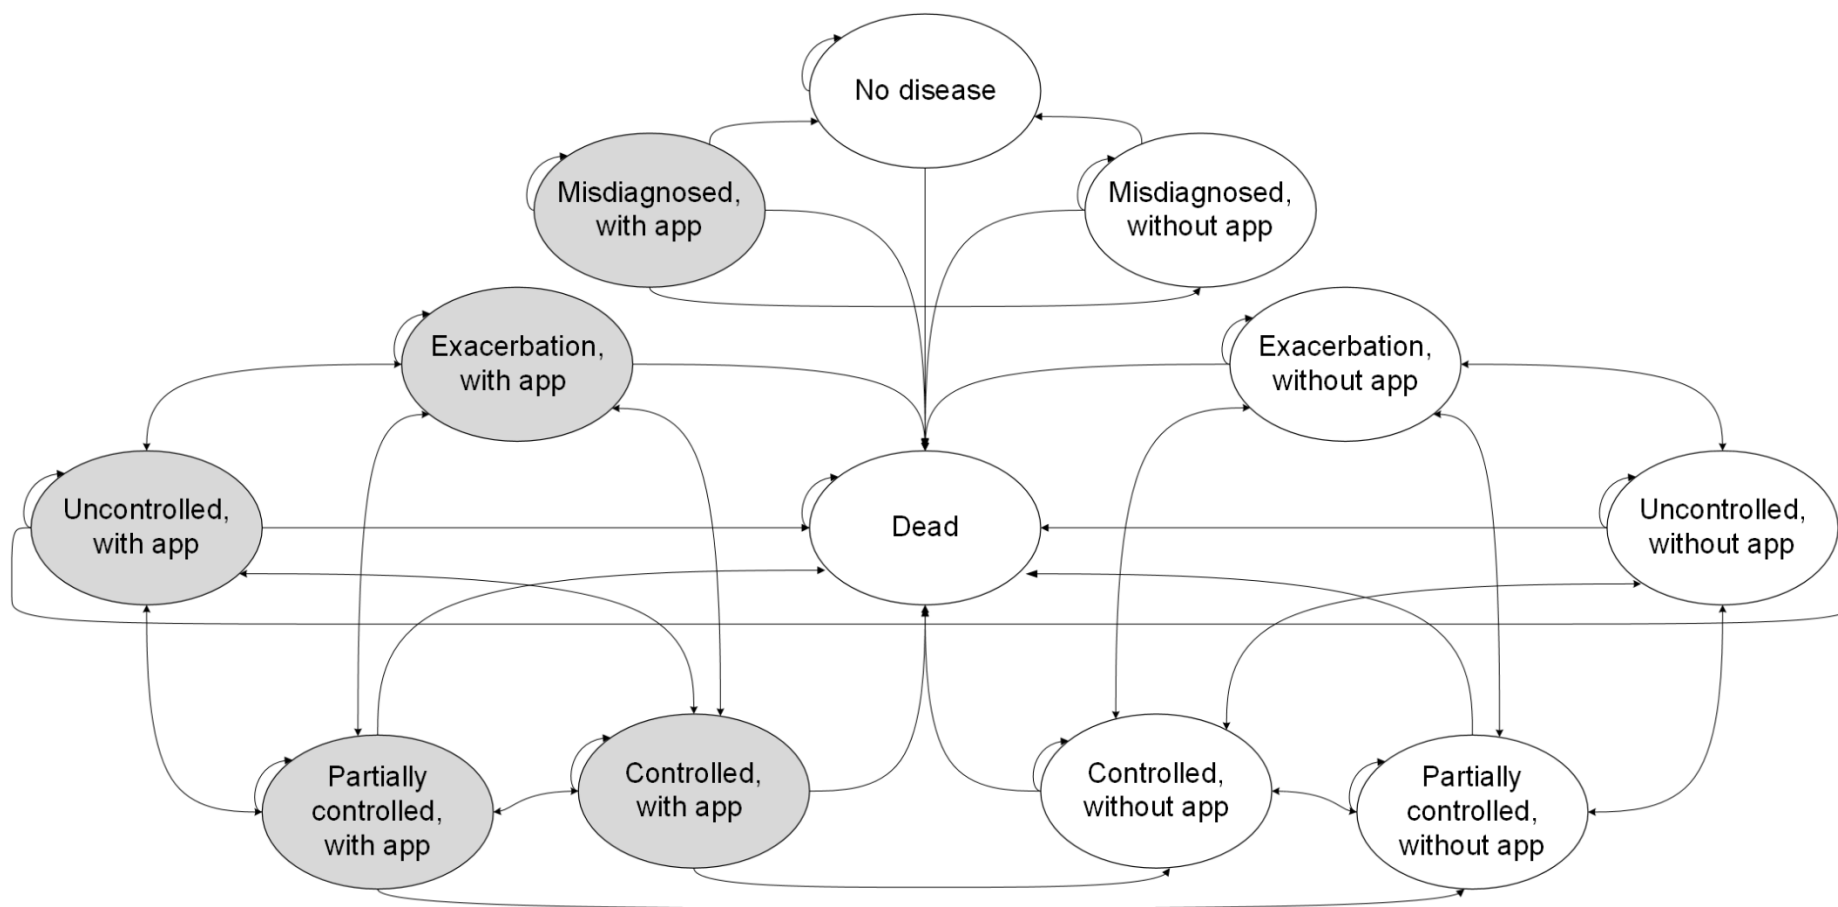 No disease
Misdiagnosed,
with app
Misdiagnosed,
without app
Exacerbation,
with app
Exacerbation,
without app
Uncontrolled,
with app
Dead
Uncontrolled,
without app
Partially
controlled,
with app
Controlled,
with app
Controlled,
without app
Partially
controlled,
without app